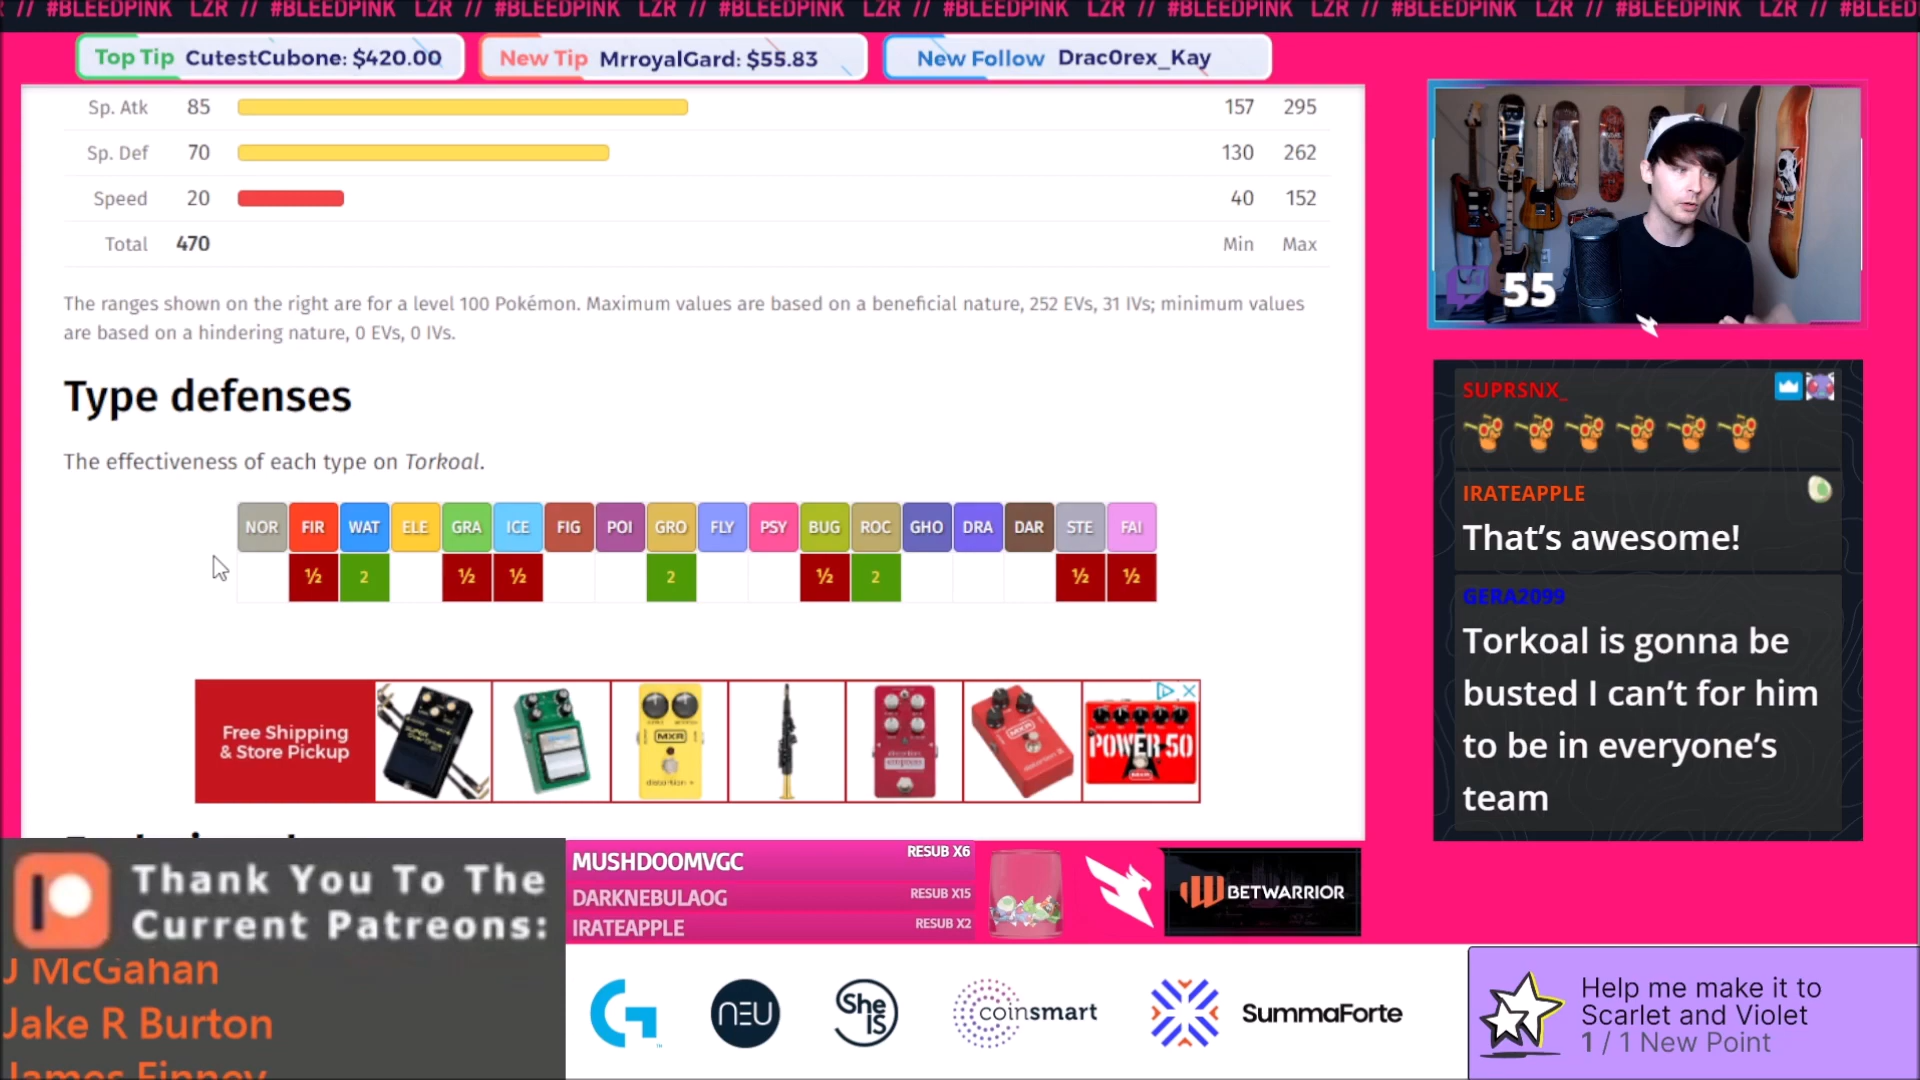 // #BLEEDPINK LZR // #BLEEDPINK LZR // #BLEEDPINK LZR // #BLEEDPINK LZR // #BLEEDPINK LZR // #BLEEDPINK LZR // #BLEEDPINK LZR // #BLEEDPINK LZR // #BLEED
Top Tip CutestCubone: $420.00
New Tip MrroyalGard: $55.83
New Follow Drac0rex_Kay
Sp. Atk 85 157 295
Sp. Def 70 130 262
Speed 20 40 152
Total 470 Min Max
The ranges shown on the right are for a level 100 Pokémon. Maximum values are based on a beneficial nature, 252 EVs, 31 IVs; minimum values
are based on a hindering nature, 0 EVs, 0 IVs.
Type defenses
The effectiveness of each type on Torkoal.
NOR FIR WAT ELE GRA ICE FIG POI GRO FLY PSY BUG ROC GHO DRA DAR STE FAI
½ 2 ½ ½ 2 ½ 2 ½ ½
Free Shipping
& Store Pickup
MXR
distortion +
POWER 50
55
SUPRSNX_
IRATEAPPLE
That's awesome!
GERA2099
Torkoal is gonna be
busted I can't for him
to be in everyone's
team
Thank You To The
Current Patreons:
J McGahan
Jake R Burton
James Finney
MUSHDOOMVGC RESUB X6
DARKNEBULAOG RESUB X15
IRATEAPPLE RESUB X2
BETWARRIOR
G
NEU
She
IS
coinsmart
SummaForte
Help me make it to
Scarlet and Violet
1 / 1 New Point